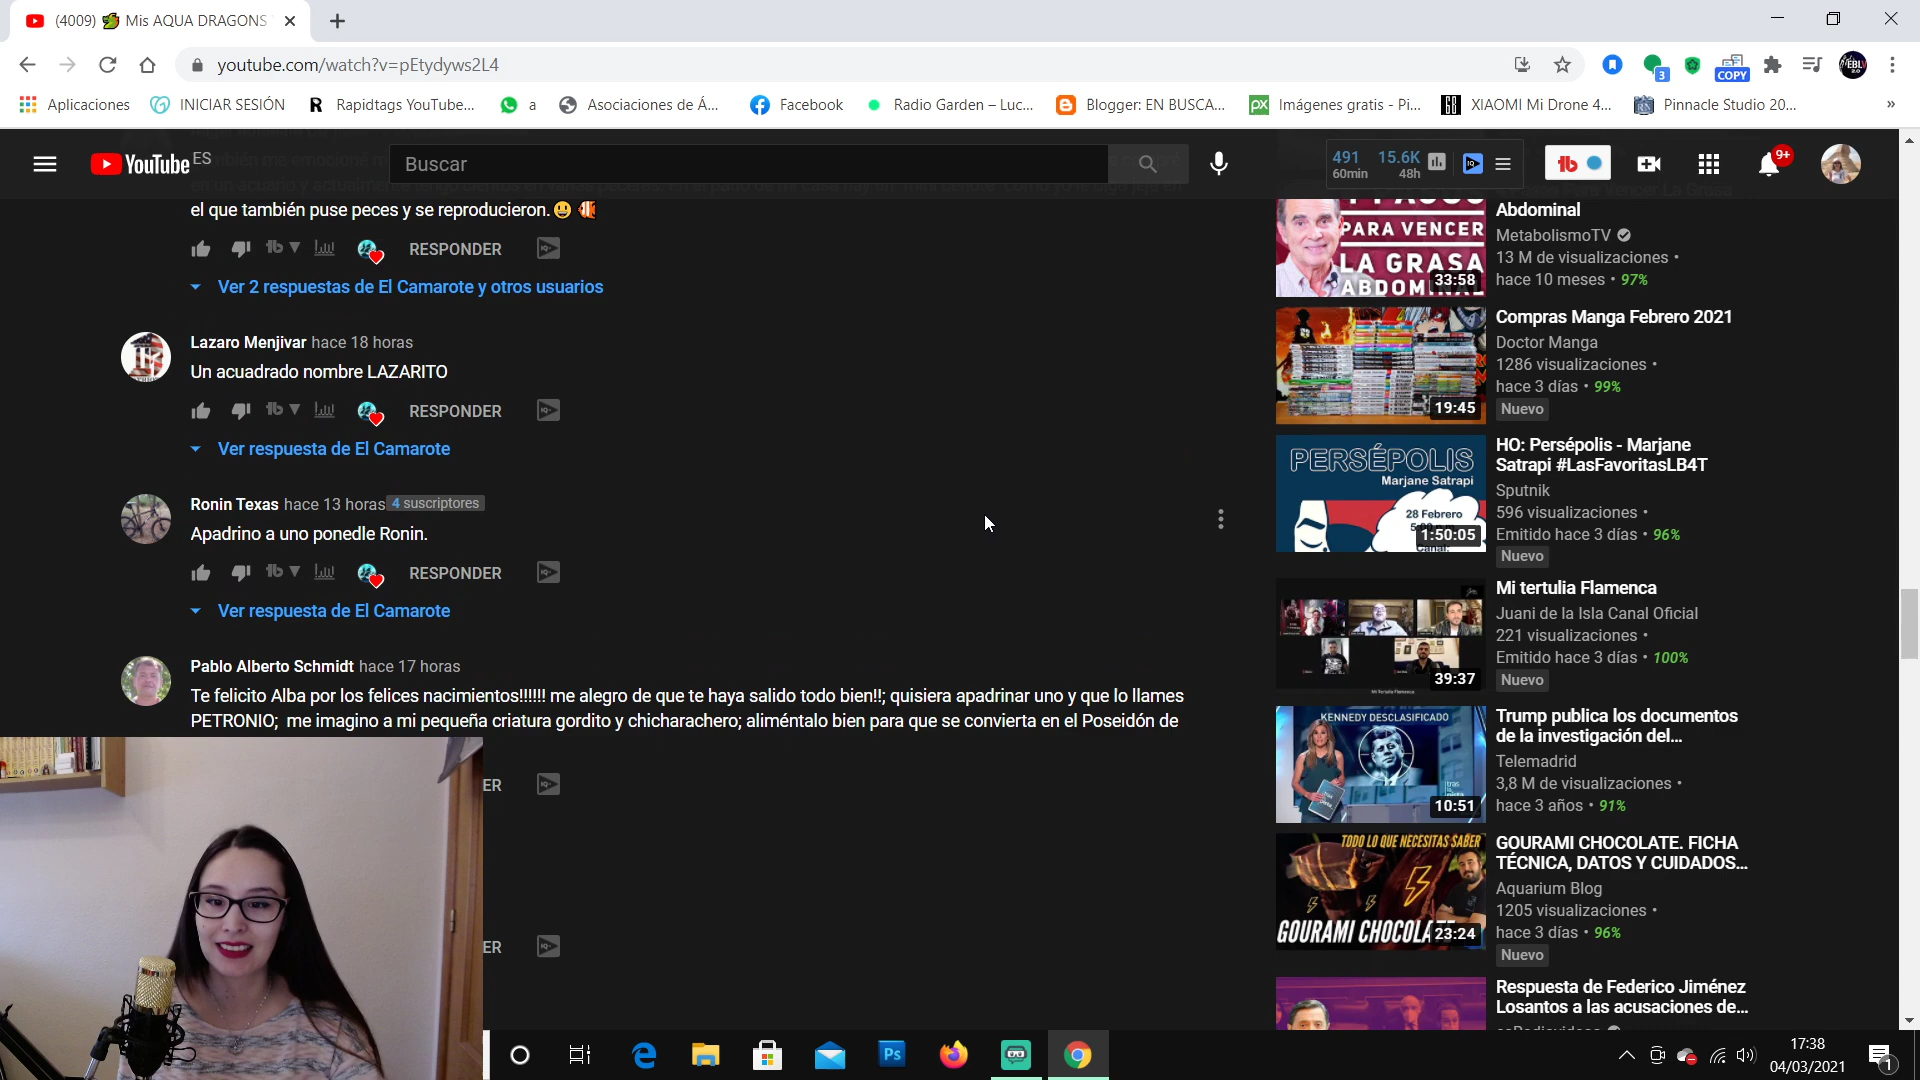 (4009) Mis AQUA DRAGONS
youtube.com/watch?v=pEtydyws2L4
3
COPY
Aplicaciones
INICIAR SESIÓN
Rapidtags YouTube...
a
Asociaciones de Á...
Facebook
Radio Garden – Luc...
Blogger: EN BUSCA...
Imágenes gratis - Pi...
XIAOMI Mi Drone 4...
Pinnacle Studio 20...
»
YouTube ES
Buscar
491
60min
15.6K
48h
9+
el que también puse peces y se reproducieron.
RESPONDER
Ver 2 respuestas de El Camarote y otros usuarios
Lazaro Menjivar hace 18 horas
Un acuadrado nombre LAZARITO
RESPONDER
Ver respuesta de El Camarote
Ronin Texas hace 13 horas 4 suscriptores
Apadrino a uno ponedle Ronin.
RESPONDER
Ver respuesta de El Camarote
Pablo Alberto Schmidt hace 17 horas
Te felicito Alba por los felices nacimientos!!!!!! me alegro de que te haya salido todo bien!!; quisiera apadrinar uno y que lo llames
PETRONIO; me imagino a mi pequeña criatura gordito y chicharachero; aliméntalo bien para que se convierta en el Poseidón de
ER
ER
PARA VENCER
LA GRASA
ABDOMINAL
33:58
Abdominal
MetabolismoTV
13 M de visualizaciones •
hace 10 meses • 97%
19:45
Compras Manga Febrero 2021
Doctor Manga
1286 visualizaciones •
hace 3 días • 99%
Nuevo
PERSÉPOLIS
Marjane Satrapi
28 Febrero
1:50:05
HO: Persépolis - Marjane
Satrapi #LasFavoritasLB4T
Sputnik
596 visualizaciones •
Emitido hace 3 días • 96%
Nuevo
Mi Tertulia Flamenca
39:37
Mi tertulia Flamenca
Juani de la Isla Canal Oficial
221 visualizaciones •
Emitido hace 3 días • 100%
Nuevo
KENNEDY DESCLASIFICADO
10:51
Trump publica los documentos
de la investigación del...
Telemadrid
3,8 M de visualizaciones •
hace 3 años • 91%
TODO LO QUE NECESITAS SABER
GOURAMI CHOCOLATE
23:24
GOURAMI CHOCOLATE. FICHA
TÉCNICA, DATOS Y CUIDADOS...
Aquarium Blog
1205 visualizaciones •
hace 3 días • 96%
Nuevo
Respuesta de Federico Jiménez
Losantos a las acusaciones de...
Ps
17:38
04/03/2021
1